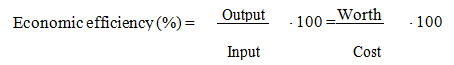 Economic efficiency (%) = Output · 100 = Worth · 100
Input Cost